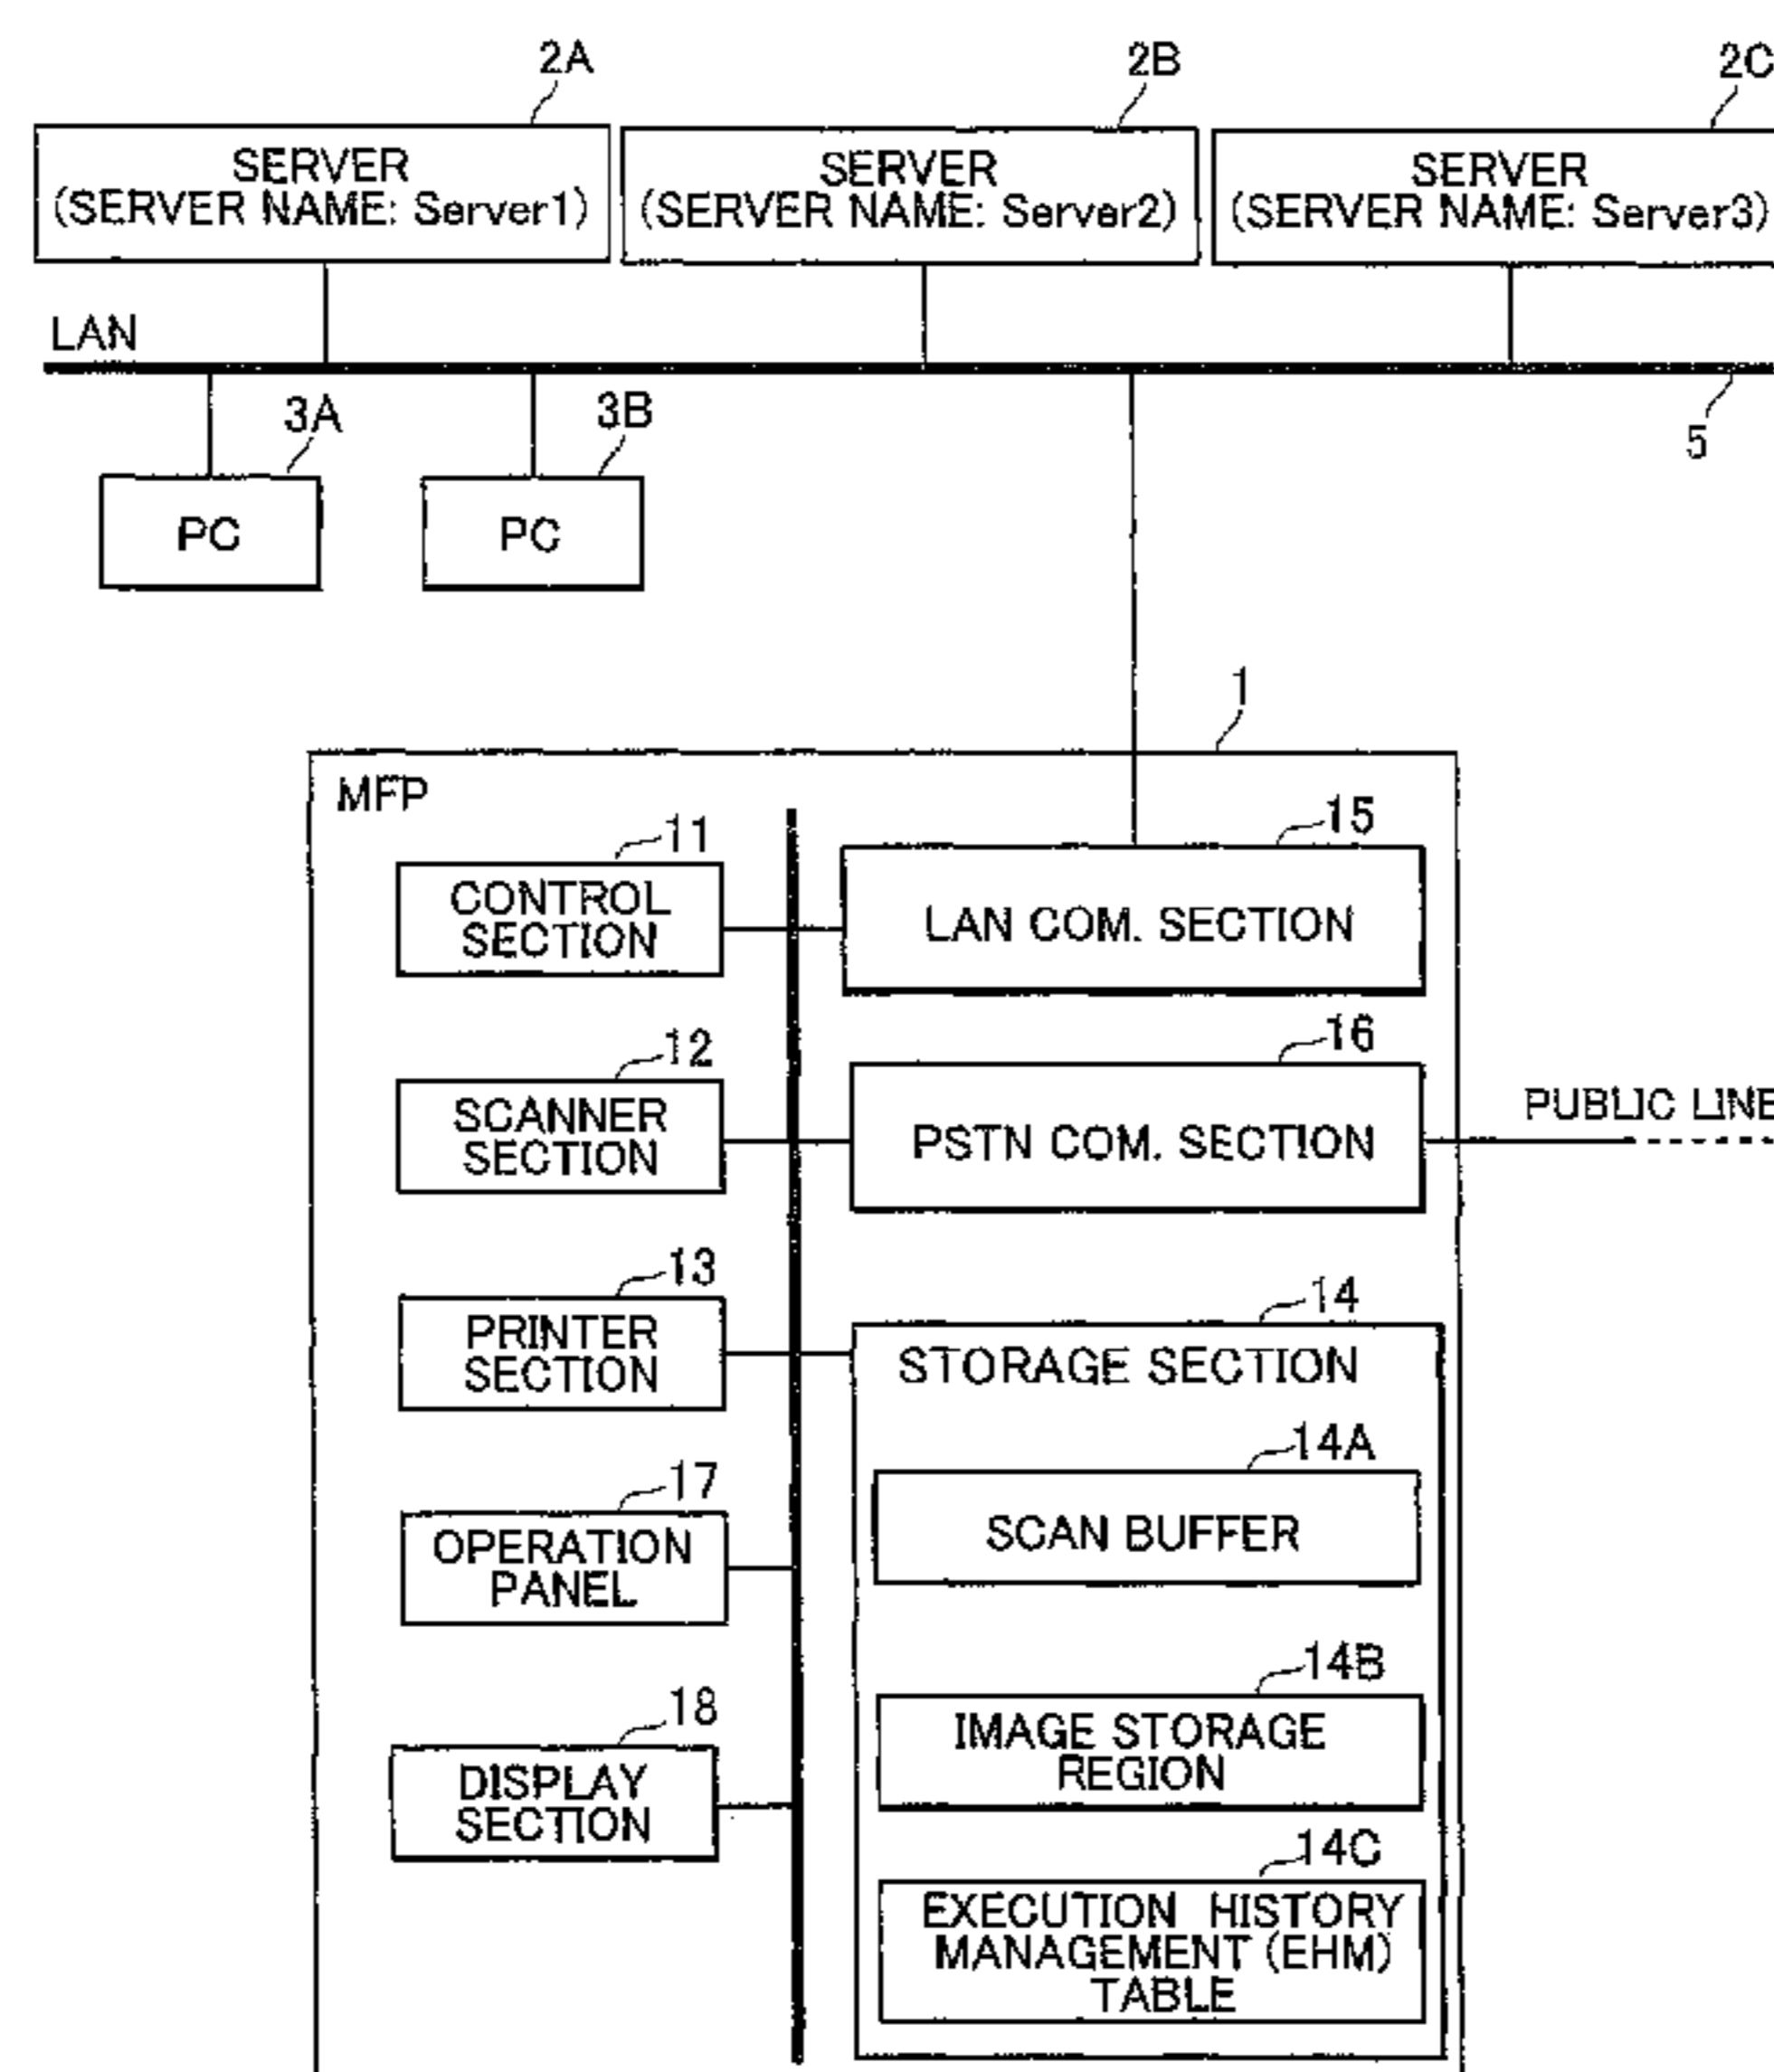 2A
2B
2C
SERVER
(SERVER NAME: Server1)
SERVER
(SERVER NAME: Server2)
SERVER
(SERVER NAME: Server3)
LAN
5
3A
3B
PC
PC
1
MFP
11
CONTROL
SECTION
15
LAN COM. SECTION
12
SCANNER
SECTION
16
PSTN COM. SECTION
PUBLIC LINE
13
PRINTER
SECTION
14
STORAGE SECTION
14A
SCAN BUFFER
17
OPERATION
PANEL
14B
IMAGE STORAGE
REGION
18
DISPLAY
SECTION
14C
EXECUTION HISTORY
MANAGEMENT (EHM)
TABLE